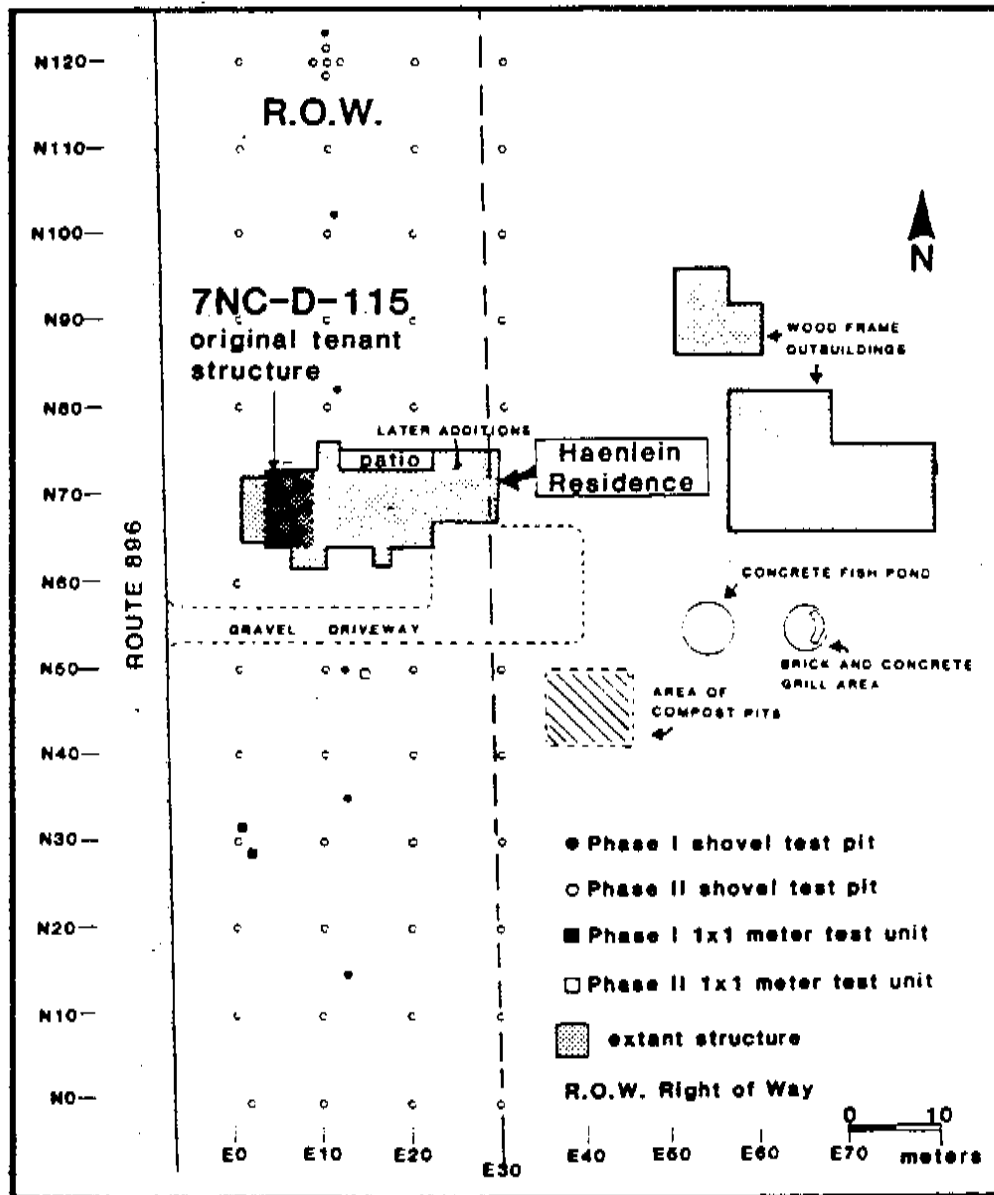 N120
R.O.W.
N110
N100
N
7NC-D-115
original tenant
structure
N90
WOOD FRAME
OUTBUILDINGS
N80
LATER ADDITIONS
patio
Haenlein
Residence
N70
ROUTE 896
N60
CONCRETE FISH POND
GRAVEL DRIVEWAY
N50
BRICK AND CONCRETE
GRILL AREA
AREA OF
COMPOST PITS
N40
N30
Phase I shovel test pit
Phase II shovel test pit
N20
Phase I 1x1 meter test unit
Phase II 1x1 meter test unit
N10
extant structure
R.O.W. Right of Way
N0
0 10
meters
E0 E10 E20 E30 E40 E50 E60 E70